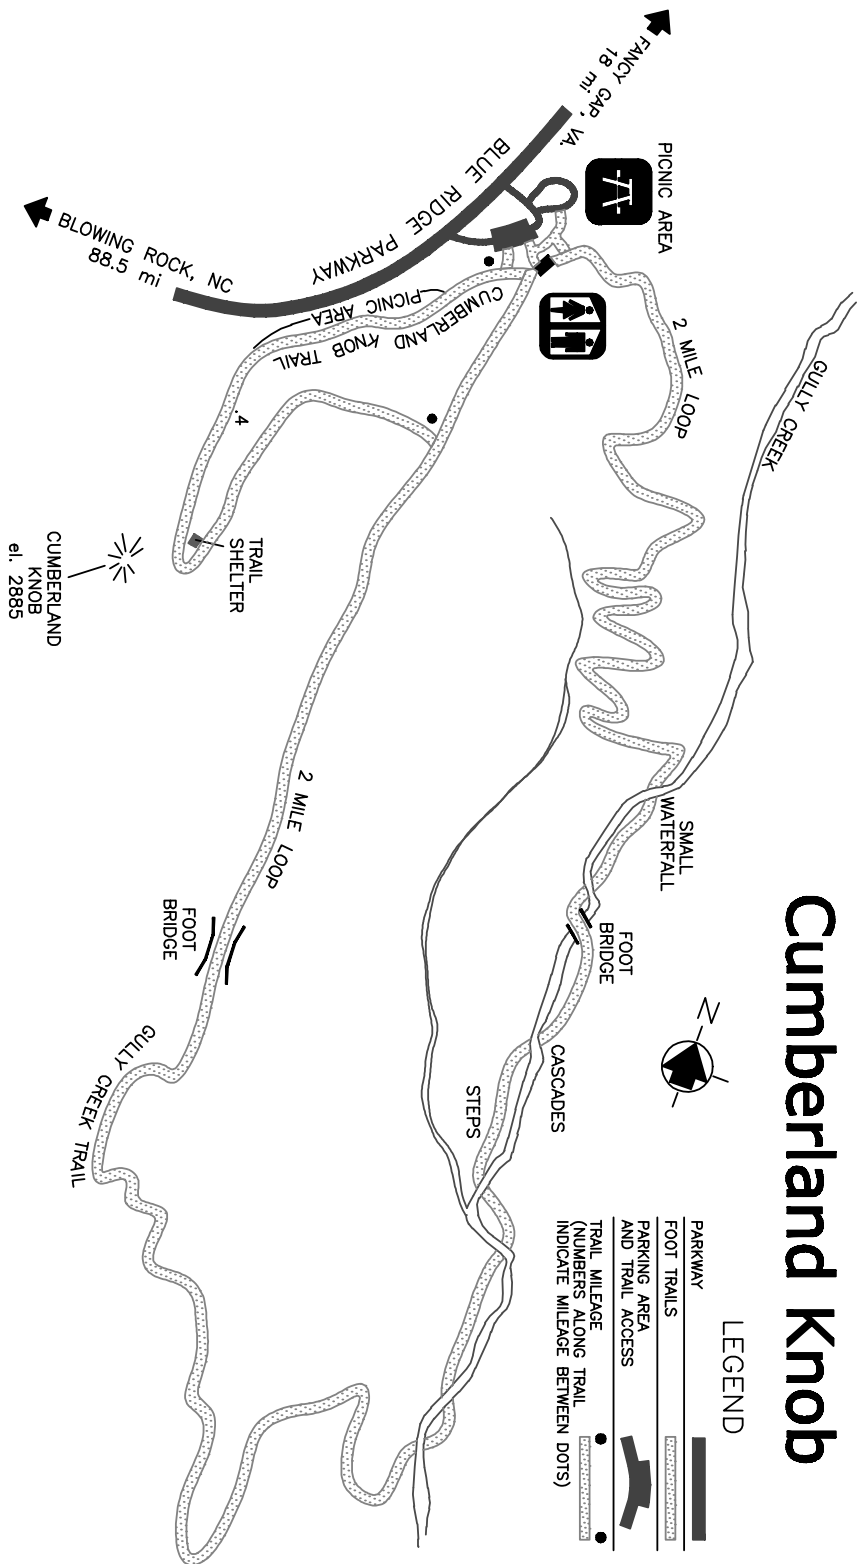 Cumberland Knob
FANCY GAP, VA.
18 mi
PICNIC AREA
BLUE RIDGE PARKWAY
BLOWING ROCK, NC
88.5 mi
PICNIC AREA
CUMBERLAND
KNOB TRAIL
.4
2 MILE LOOP
GULLY CREEK
TRAIL
SHELTER
CUMBERLAND
KNOB
el. 2885
SMALL
WATERFALL
FOOT
BRIDGE
2 MILE LOOP
FOOT
BRIDGE
CASCADES
STEPS
GULLY CREEK TRAIL
N
LEGEND
PARKWAY
FOOT TRAILS
PARKING AREA
AND TRAIL ACCESS
TRAIL MILEAGE
(NUMBERS ALONG TRAIL
INDICATE MILEAGE BETWEEN DOTS)